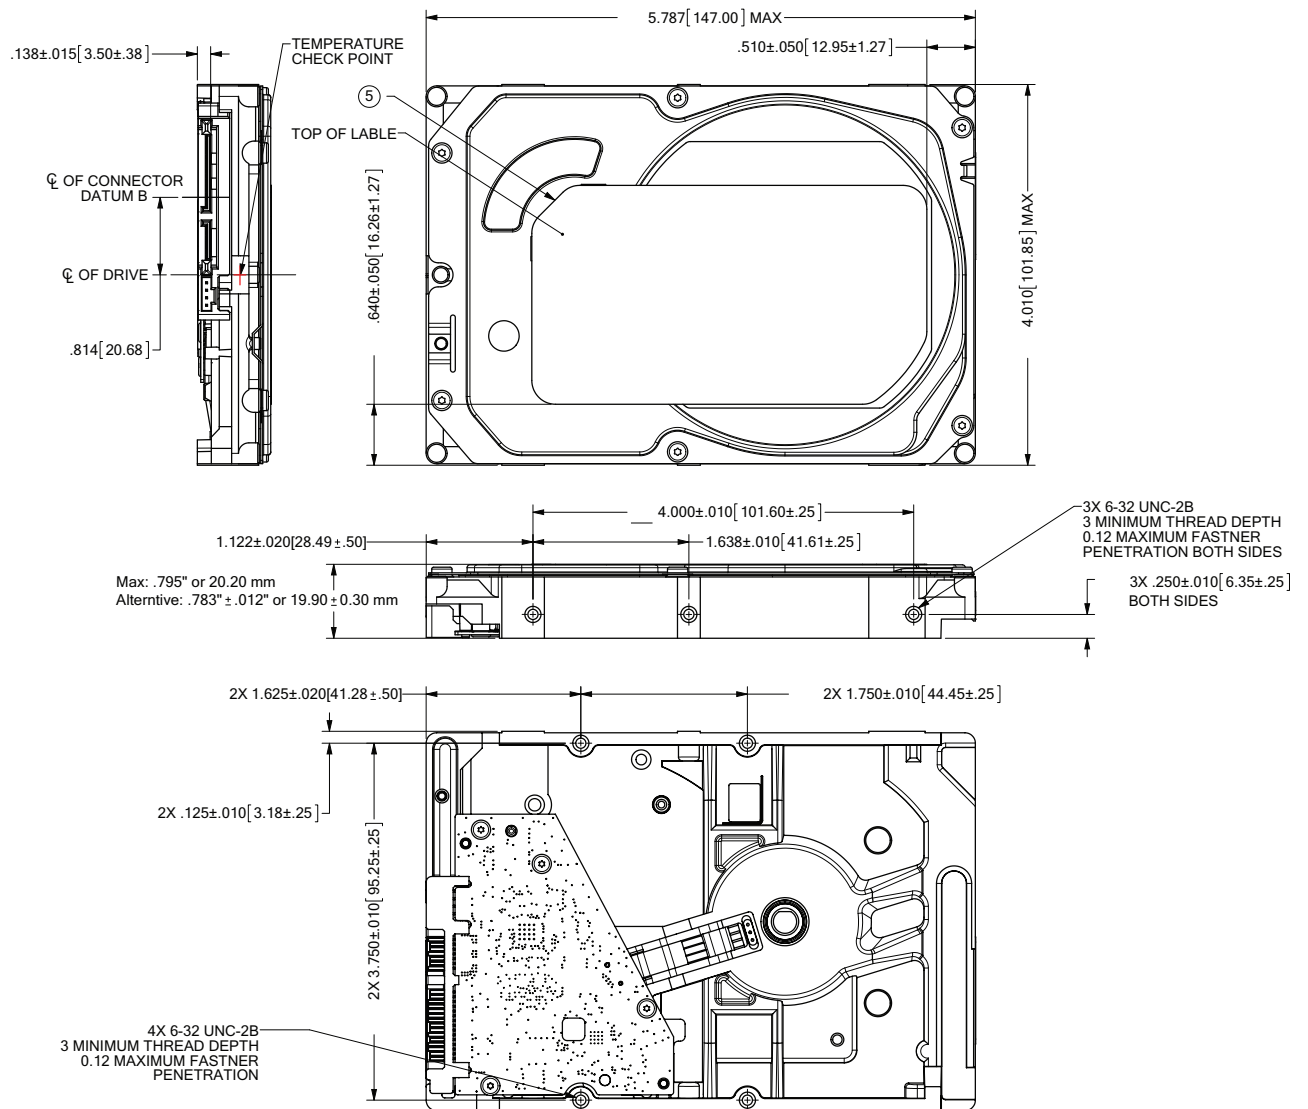 5.787[147.00] MAX
.510±.050[12.95±1.27]
.138±.015[3.50±.38]
TEMPERATURE
CHECK POINT
5
TOP OF LABLE
℄ OF CONNECTOR
DATUM B
℄ OF DRIVE
.814[20.68]
.640±.050[16.26±1.27]
4.010[101.85] MAX
4.000±.010[101.60±.25]
1.122±.020[28.49±.50]
1.638±.010[41.61±.25]
3X 6-32 UNC-2B
3 MINIMUM THREAD DEPTH
0.12 MAXIMUM FASTNER
PENETRATION BOTH SIDES
Max: .795" or 20.20 mm
Alterntive: .783" ± .012" or 19.90 ± 0.30 mm
3X .250±.010[6.35±.25]
BOTH SIDES
2X 1.625±.020[41.28±.50]
2X 1.750±.010[44.45±.25]
2X .125±.010[3.18±.25]
2X 3.750±.010[95.25±.25]
4X 6-32 UNC-2B
3 MINIMUM THREAD DEPTH
0.12 MAXIMUM FASTNER
PENETRATION